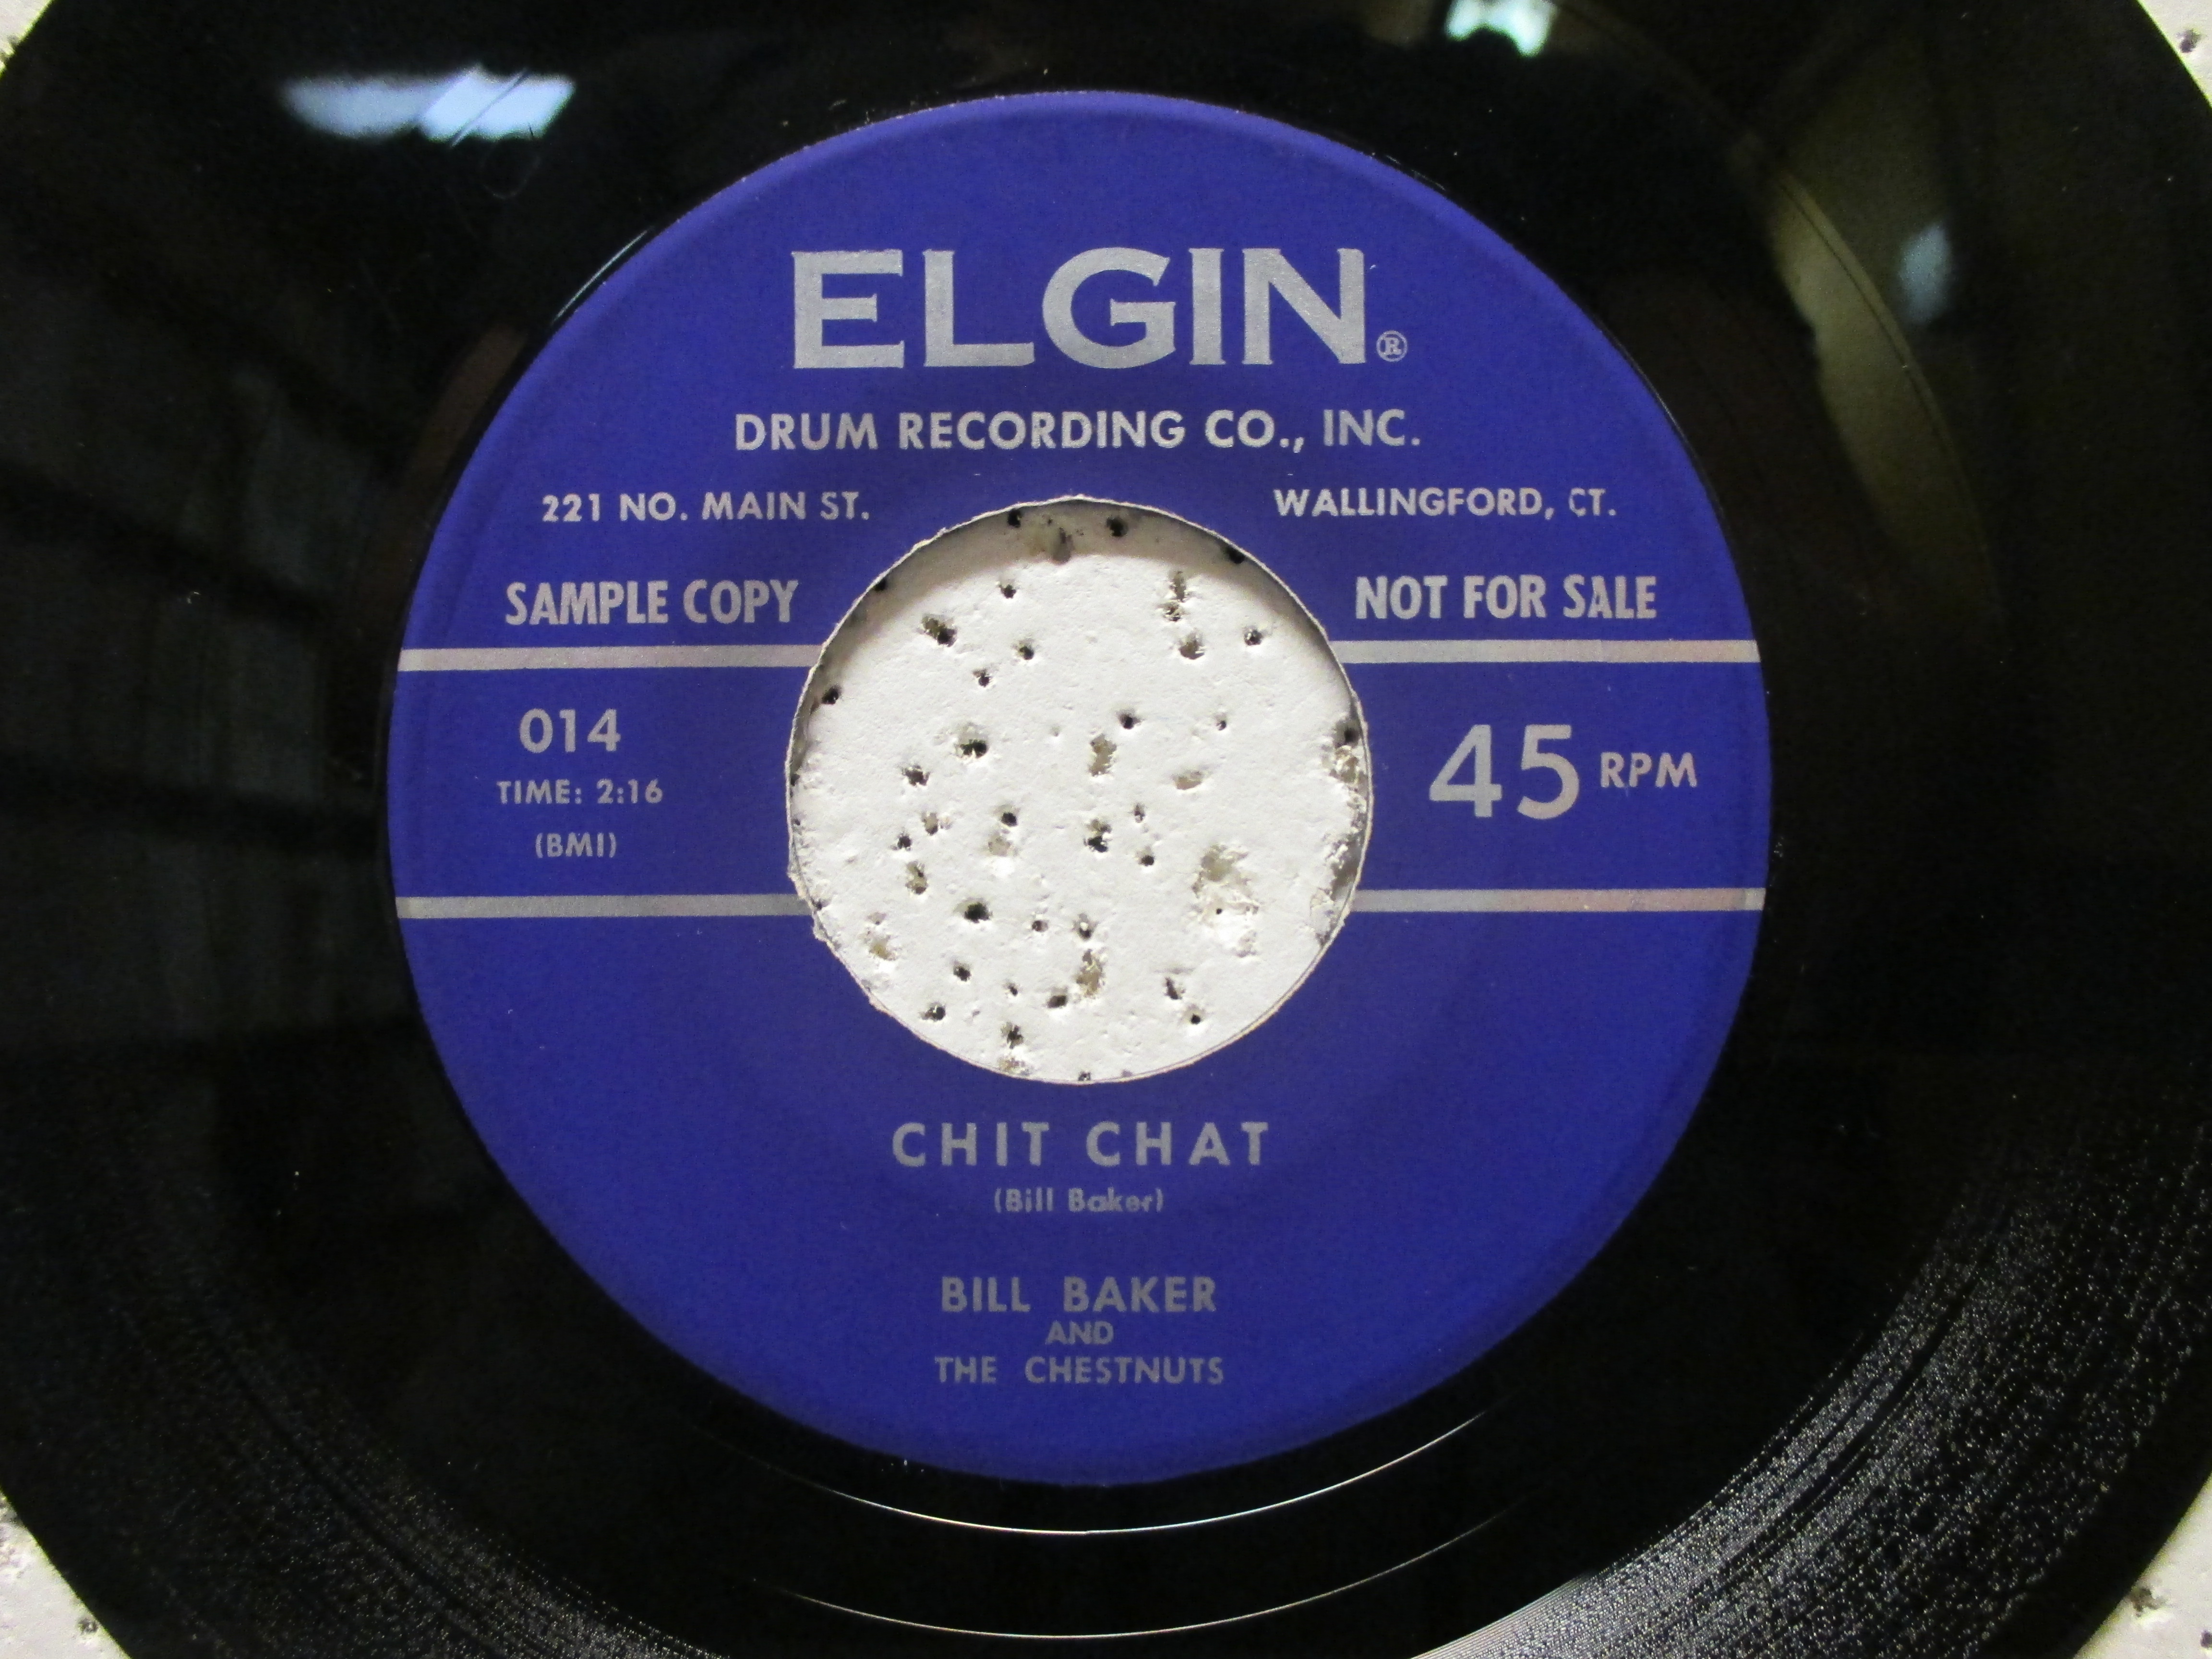 ELGIN®
DRUM RECORDING CO., INC.
221 NO. MAIN ST. WALLINGFORD, CT.
SAMPLE COPY NOT FOR SALE
014
TIME: 2:16
(BMI)
45 RPM
CHIT CHAT
(Bill Baker)
BILL BAKER
AND
THE CHESTNUTS